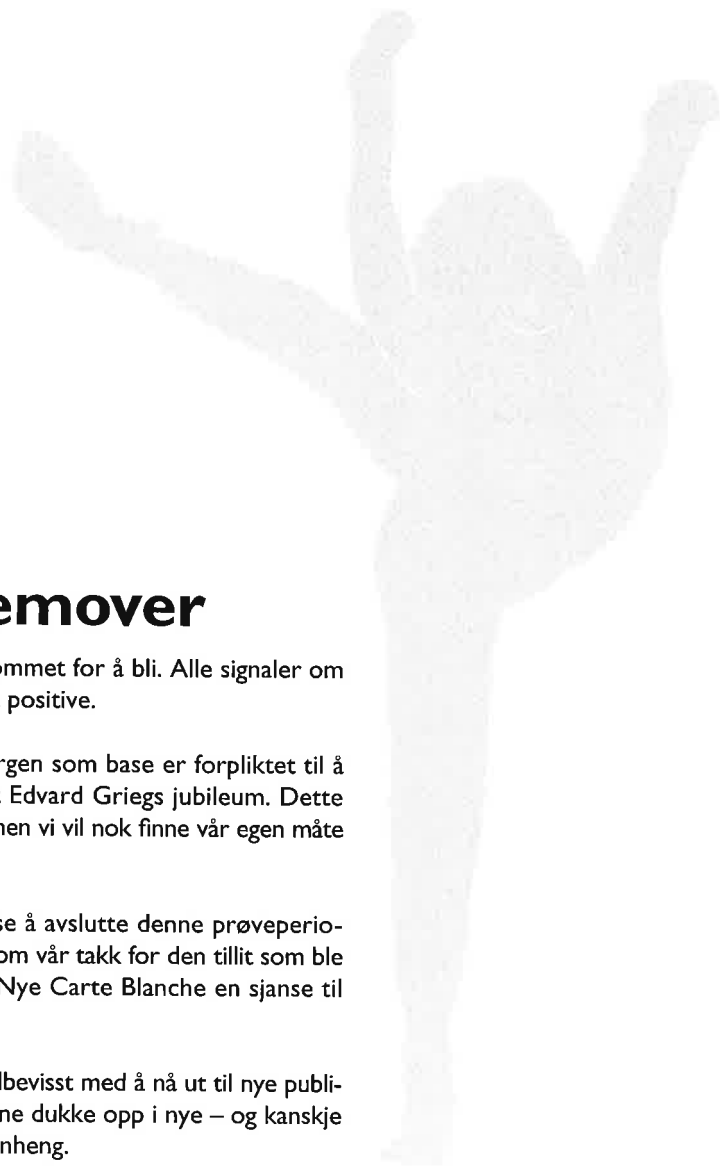 emover
ommet for å bli. Alle signaler om
positive.
rgen som base er forpliktet til å
Edvard Griegs jubileum. Dette
nen vi vil nok finne vår egen måte
se å avslutte denne prøveperio-
om vår takk for den tillit som ble
Nye Carte Blanche en sjanse til
lbevisst med å nå ut til nye publi-
ne dukke opp i nye – og kanskje
nheng.